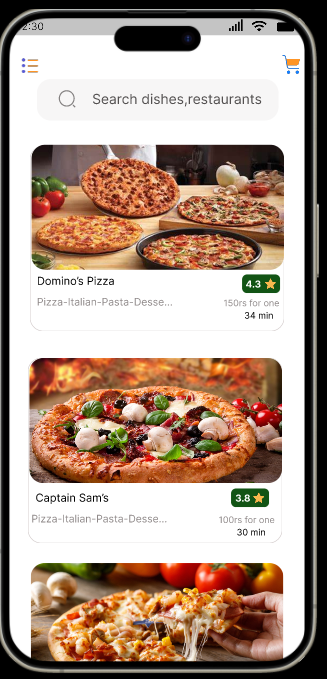 2:30
Search dishes,restaurants
Domino's Pizza
4.3
Pizza-Italian-Pasta-Desse...
150rs for one
34 min
Captain Sam's
3.8
Pizza-Italian-Pasta-Desse...
100rs for one
30 min